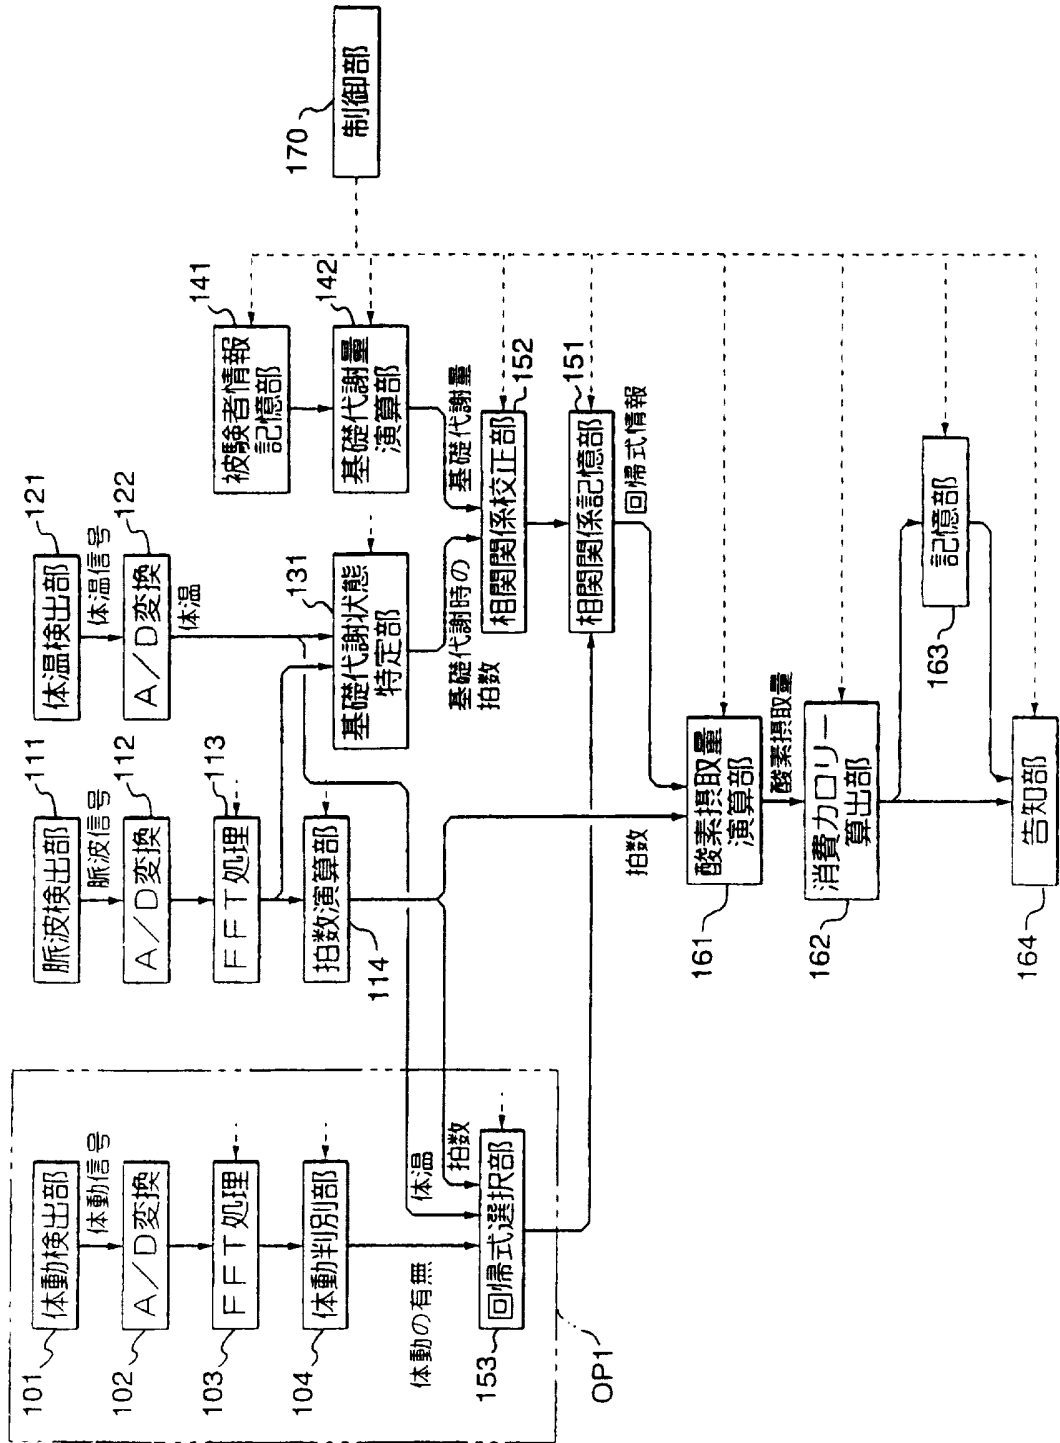 101
体動検出部
体動信号
102
A/D変換
103
FFT処理
104
体動判別部
体動の有無
体温
拍数
153
回帰式選択部
OP1
111
脈波検出部
脈波信号
112
A/D変換
113
FFT処理
114
拍数演算部
121
体温検出部
体温信号
122
A/D変換
体温
131
基礎代謝状態
特定部
基礎代謝時の
拍数
141
被験者情報
記憶部
142
基礎代謝量
演算部
基礎代謝量
152
相関関係校正部
151
相関関係記憶部
回帰式情報
拍数
161
酸素摂取量
演算部
酸素摂取量
162
消費カロリー
算出部
163
記憶部
164
告知部
170
制御部